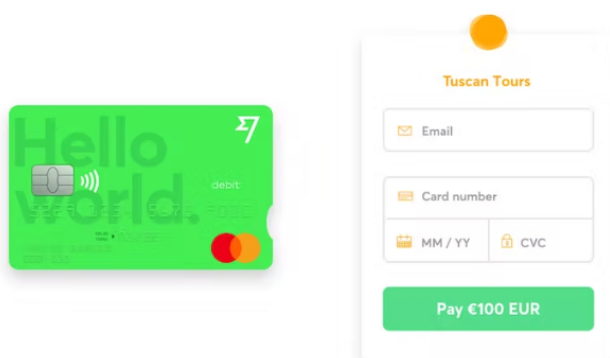 Hello
world.
debit
Tuscan Tours
Email
Card number
MM / YY
CVC
Pay €100 EUR